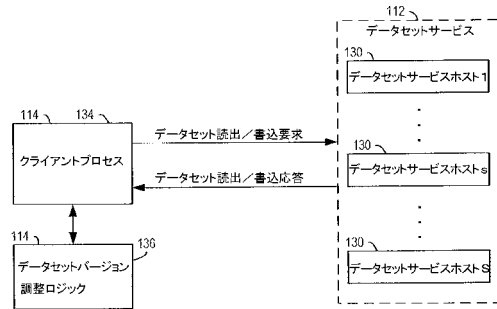 112
データセットサービス
130
データセットサービスホスト1
114
134
クライアントプロセス
データセット読出／書込要求
データセット読出／書込応答
130
データセットサービスホストs
114
136
データセットバージョン
調整ロジック
130
データセットサービスホストS